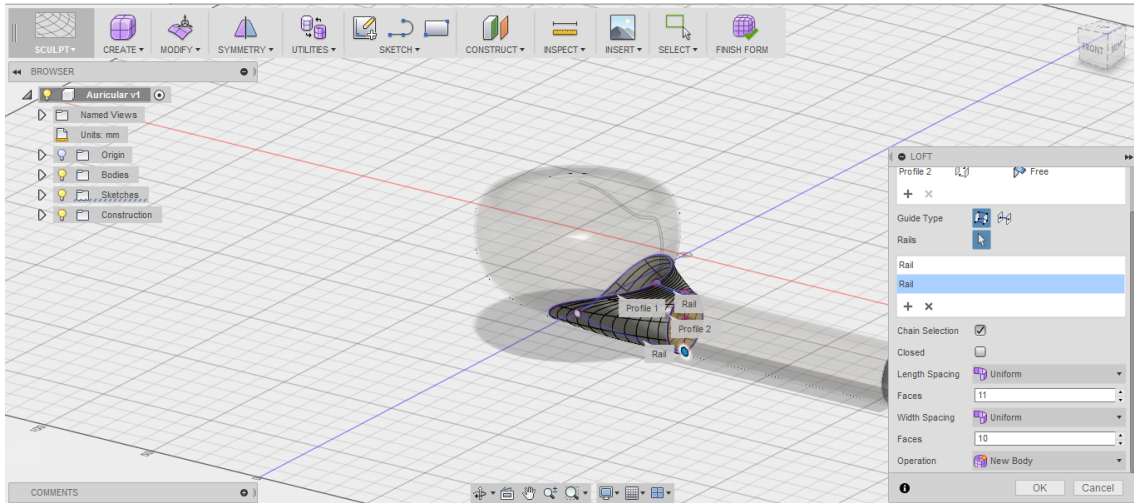 SCULPT
CREATE
MODIFY
SYMMETRY
UTILITIES
SKETCH
CONSTRUCT
INSPECT
INSERT
SELECT
FINISH FORM
FRONT
BROWSER
Auricular v1
Named Views
Units: mm
Origin
Bodies
Sketches
Construction
LOFT
Profile 2 Free
Guide Type
Rails
Rail
Rail
Chain Selection
Closed
Length Spacing Uniform
Faces 11
Width Spacing Uniform
Faces 10
Operation New Body
OK Cancel
Profile 1
Rail
Profile 2
Rail
100
50
COMMENTS